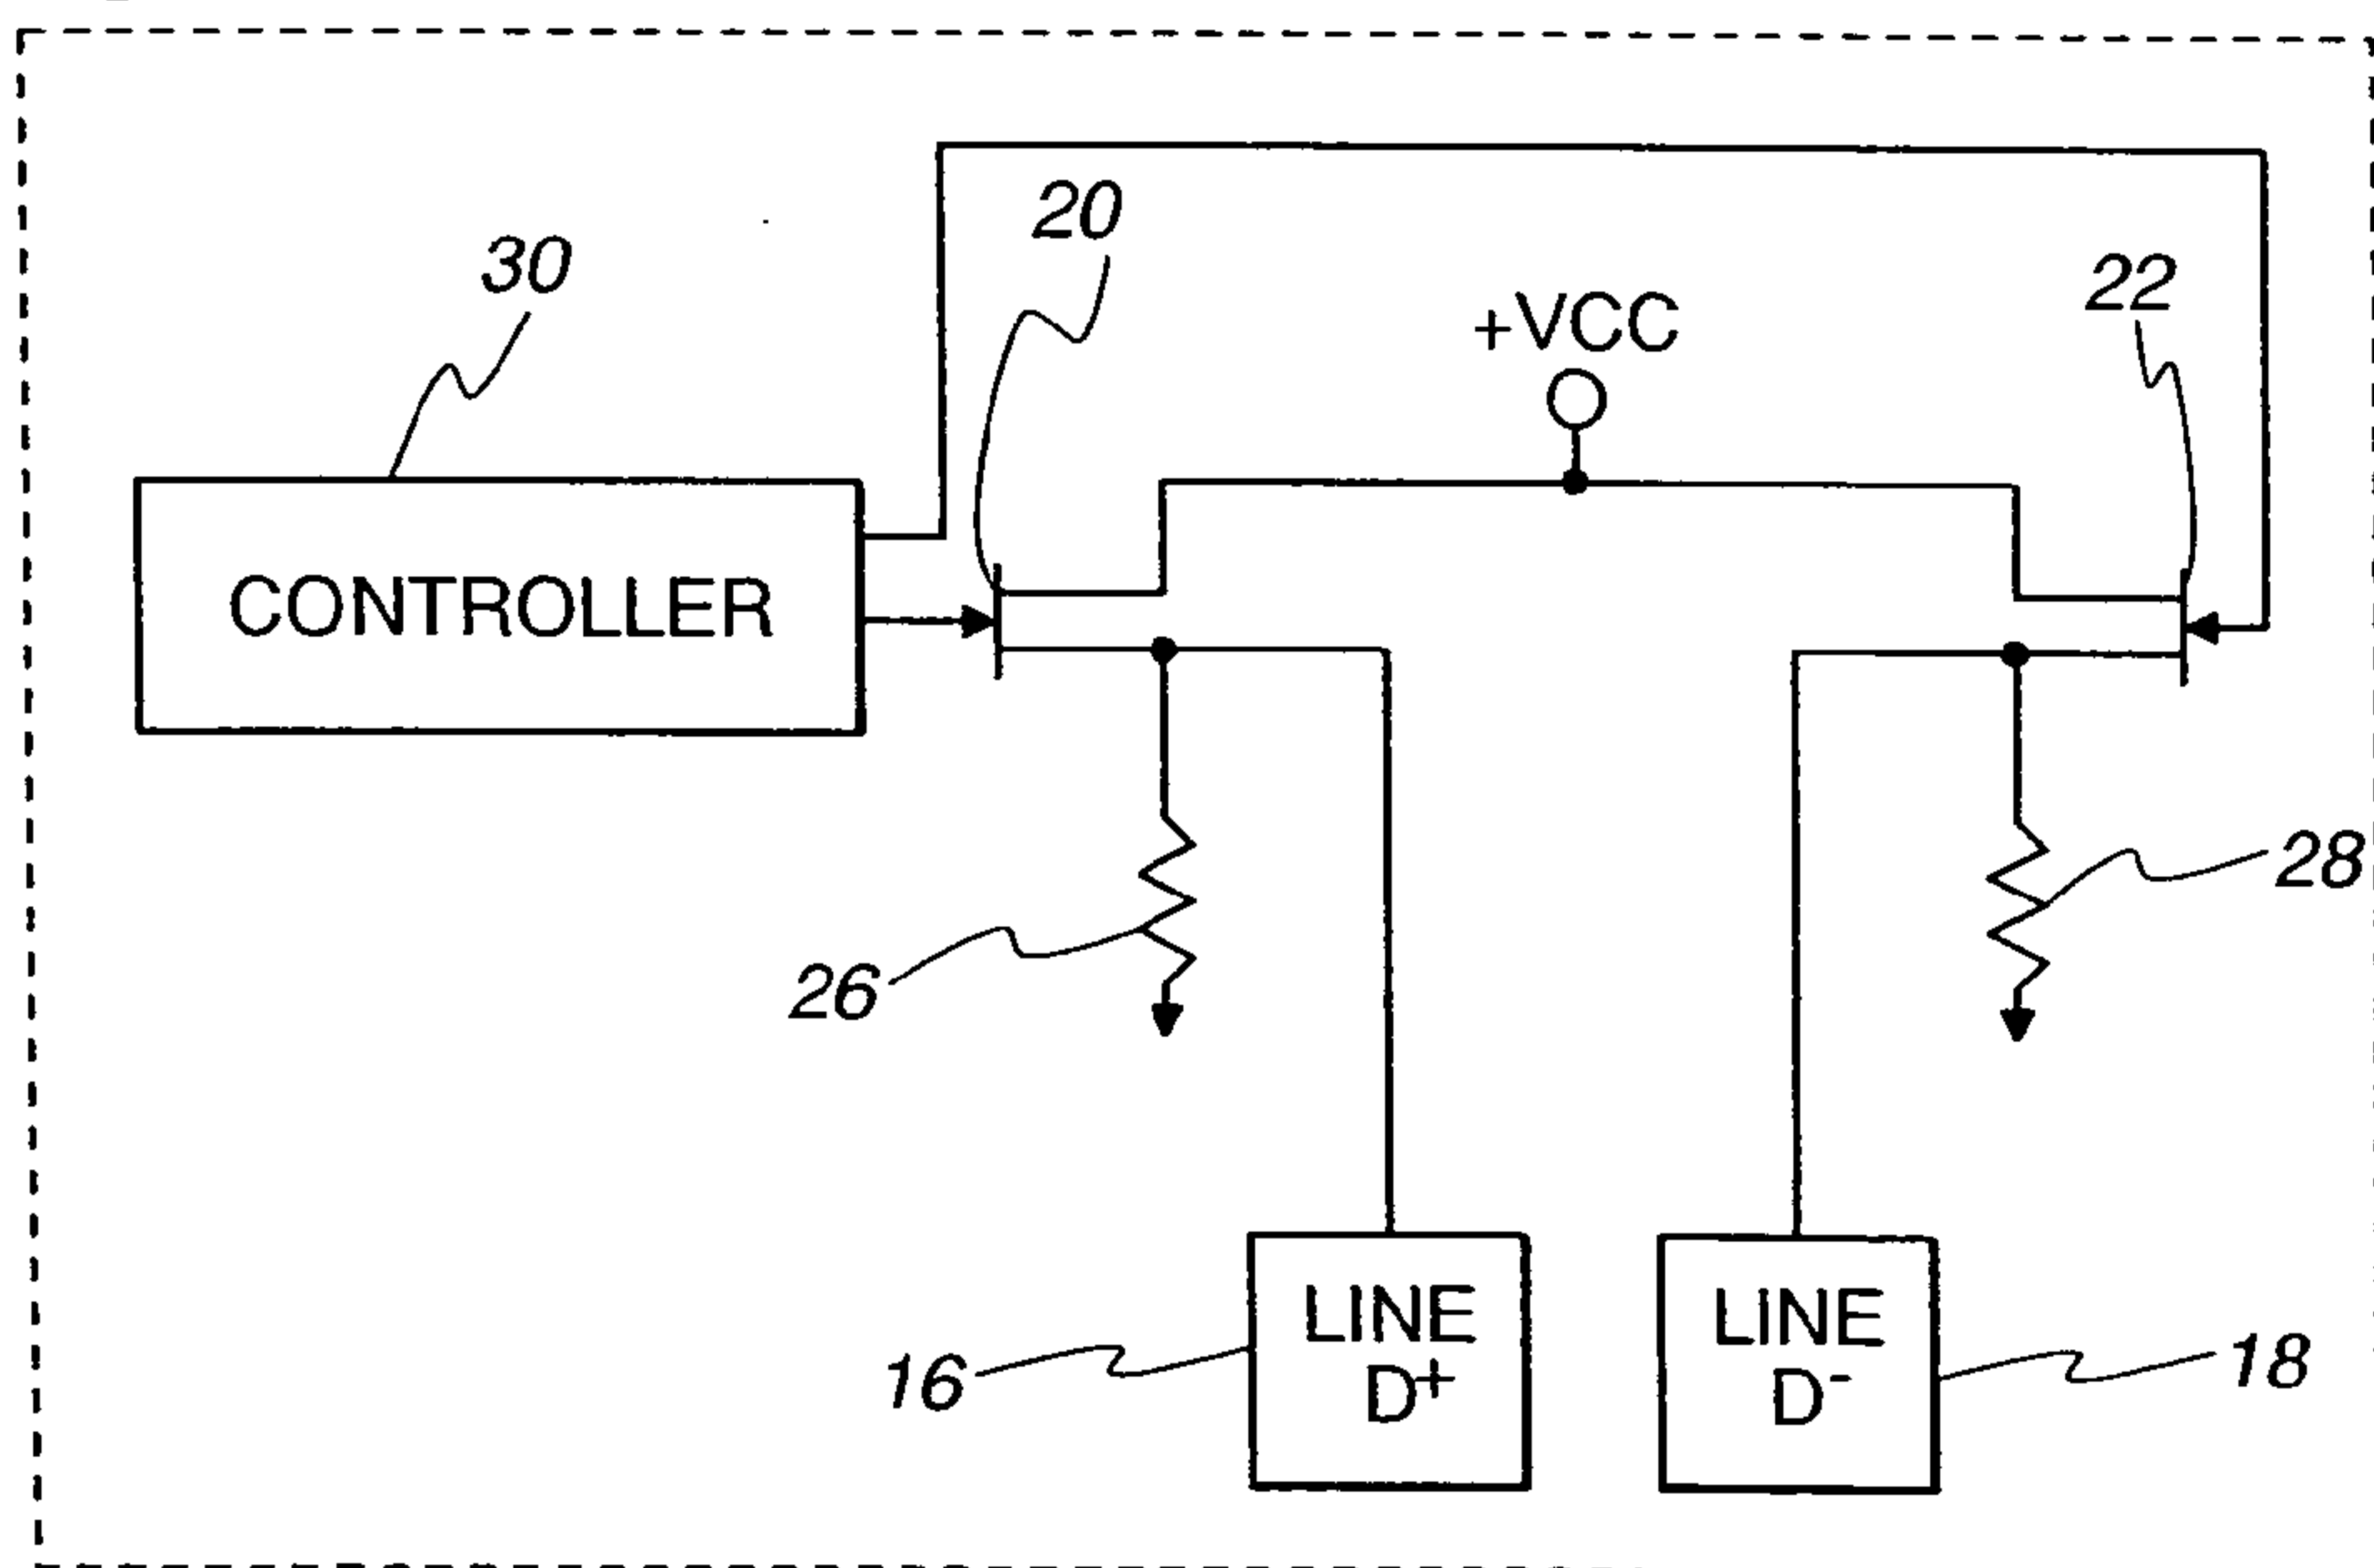 20
30
22
+VCC
CONTROLLER
28
26
LINE
D+
LINE
D-
16
18